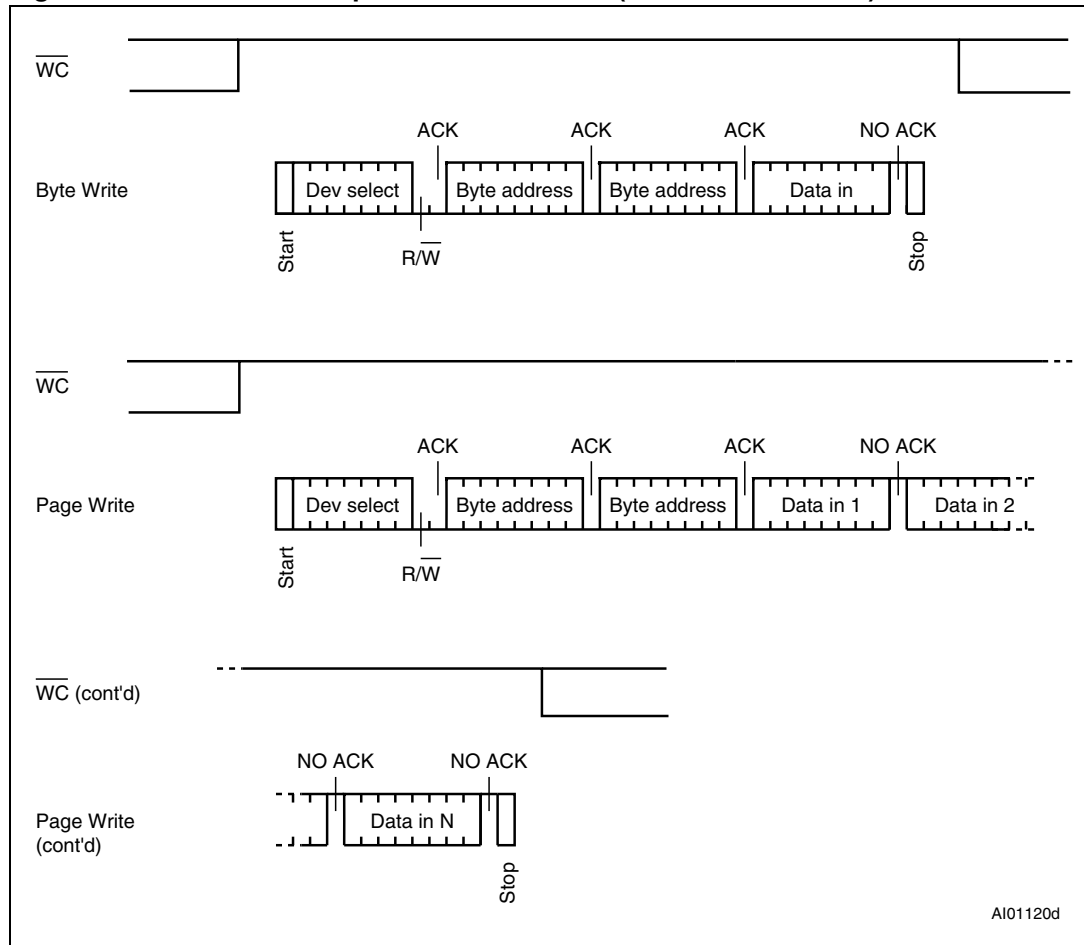 WC
ACK ACK ACK NO ACK
Byte Write Dev select Byte address Byte address Data in
Start R/W Stop
WC
ACK ACK ACK NO ACK
Page Write Dev select Byte address Byte address Data in 1 Data in 2
Start R/W
WC (cont'd)
NO ACK NO ACK
Page Write Data in N
(cont'd)
Stop
AI01120d